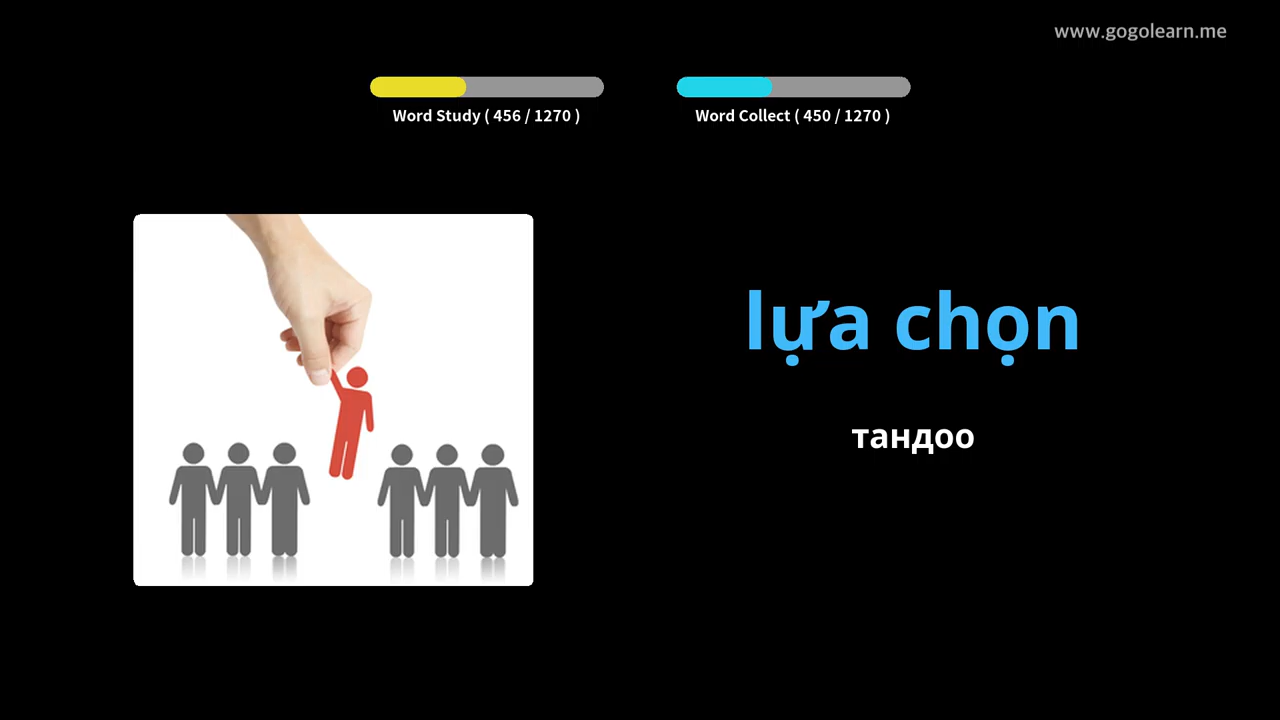 www.gogolearn.me
Word Study ( 456 / 1270 )
Word Collect ( 450 / 1270 )
lựa chọn
тандоо